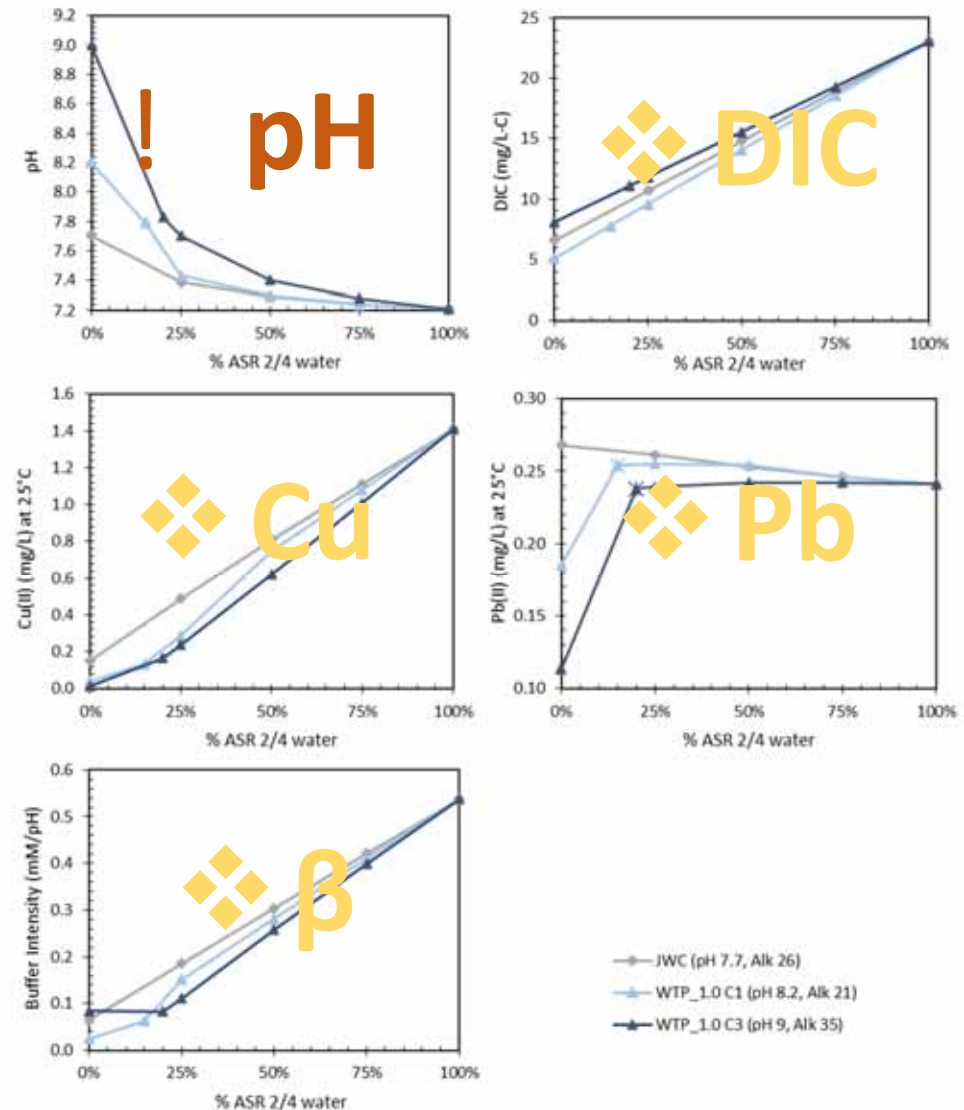 9.2
9.0
8.8
8.6
8.4
8.2
8.0
7.8
7.6
7.4
7.2
pH
! pH
0% 25% 50% 75% 100%
% ASR 2/4 water
25
20
15
10
5
0
DIC (mg/L-C)
❖ DIC
0% 25% 50% 75% 100%
% ASR 2/4 water
1.6
1.4
1.2
1.0
0.8
0.6
0.4
0.2
0.0
Cu(II) (mg/L) at 25°C
❖ Cu
0% 25% 50% 75% 100%
% ASR 2/4 water
0.30
0.25
0.20
0.15
0.10
Pb(II) (mg/L) at 25°C
❖ Pb
0% 25% 50% 75% 100%
% ASR 2/4 water
0.6
0.5
0.4
0.3
0.2
0.1
0.0
Buffer Intensity (mM/pH)
❖ β
0% 25% 50% 75% 100%
% ASR 2/4 water
JWC (pH 7.7, Alk 26)
WTP_1.0 C1 (pH 8.2, Alk 21)
WTP_1.0 C3 (pH 9, Alk 35)